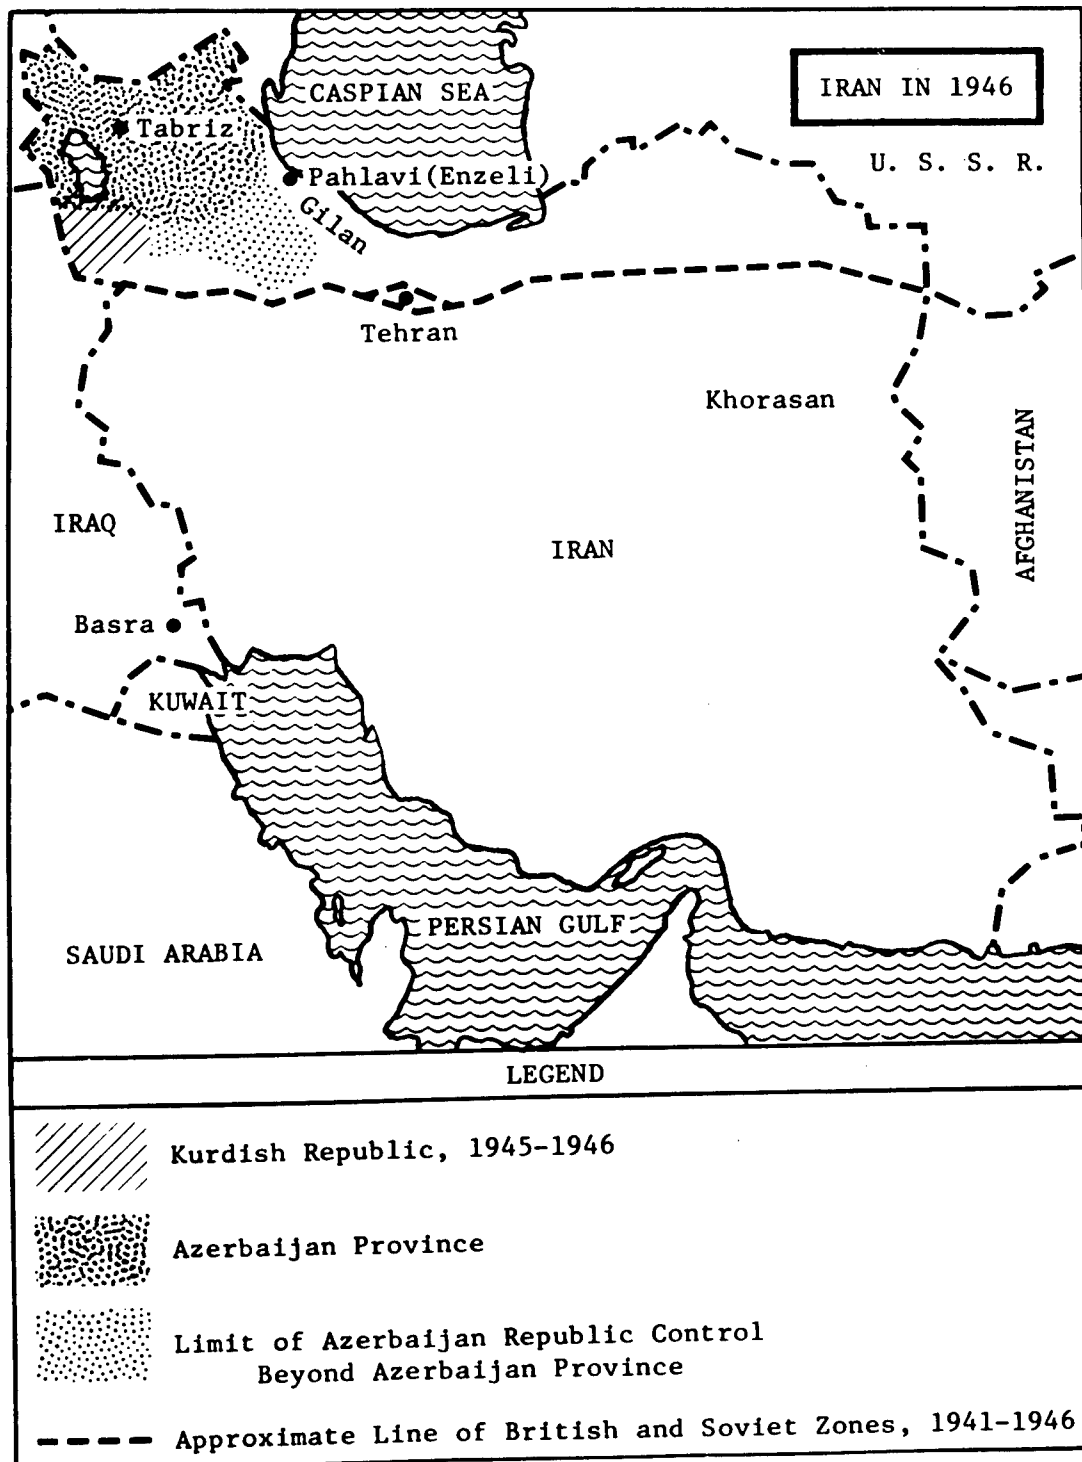 IRAN IN 1946
CASPIAN SEA
Tabriz
U. S. S. R.
Pahlavi(Enzeli)
Gilan
Tehran
Khorasan
AFGHANISTAN
IRAQ
IRAN
Basra
KUWAIT
PERSIAN GULF
SAUDI ARABIA
LEGEND
Kurdish Republic, 1945-1946
Azerbaijan Province
Limit of Azerbaijan Republic Control
Beyond Azerbaijan Province
Approximate Line of British and Soviet Zones, 1941-1946